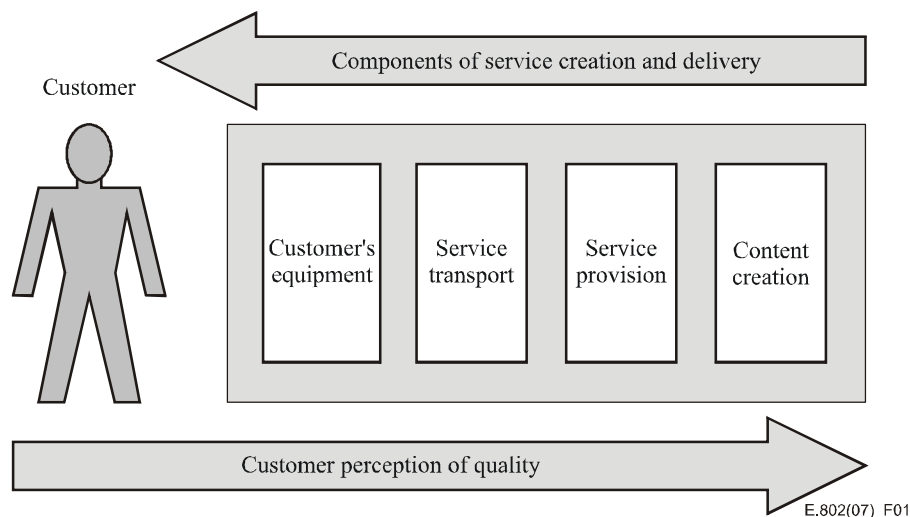 Components of service creation and delivery
Customer
Customer's
equipment
Service
transport
Service
provision
Content
creation
Customer perception of quality
E.802(07)_F01